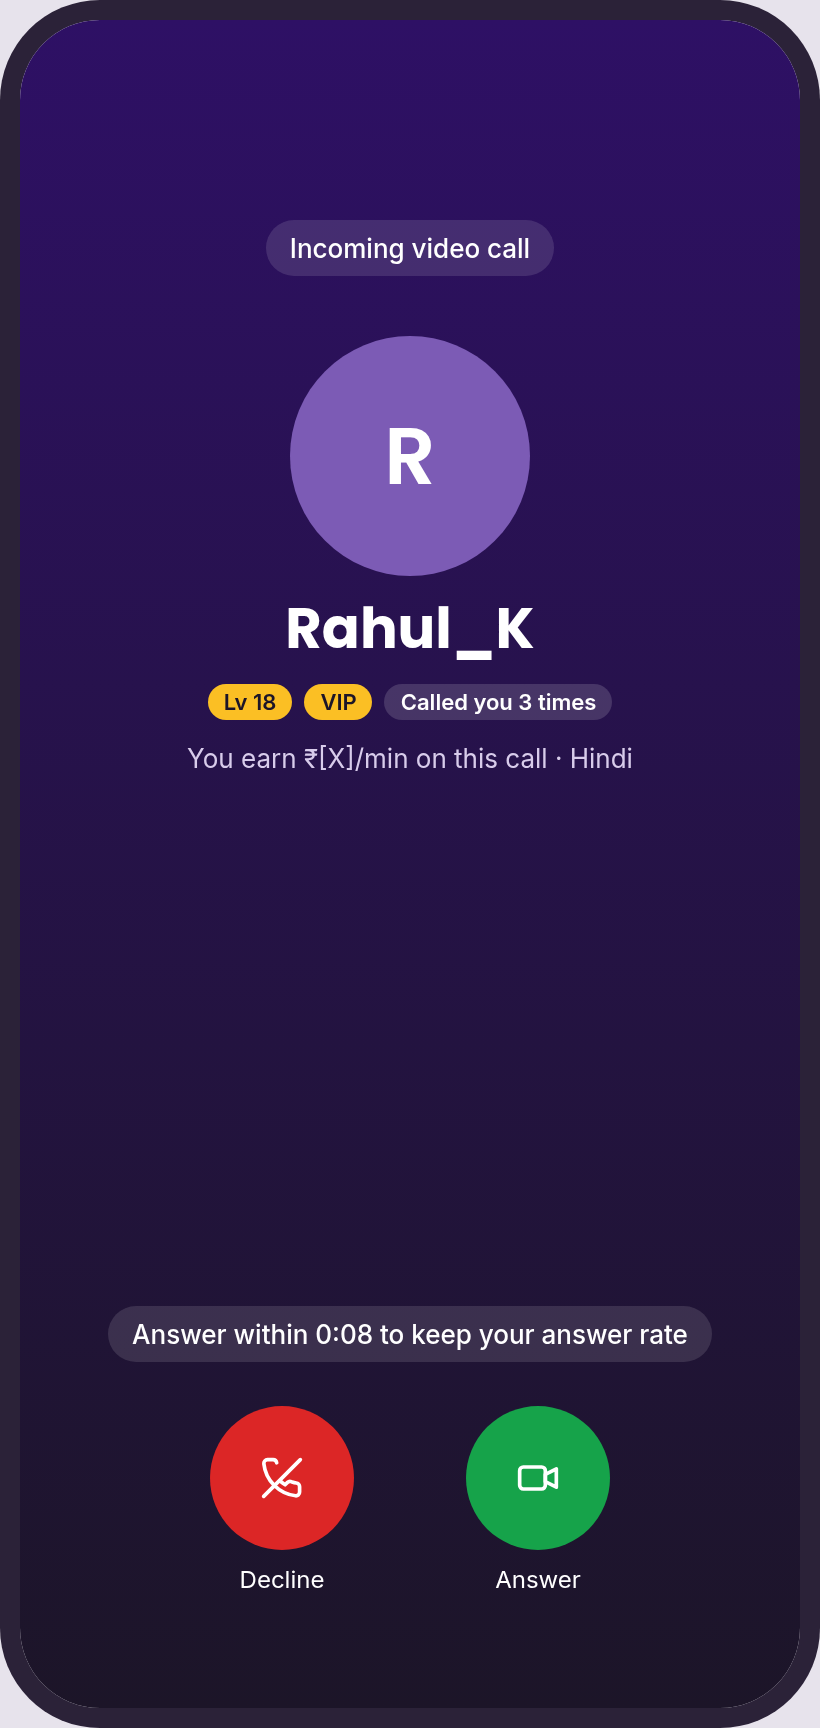 Incoming video call
R
Rahul_K
Lv 18 VIP Called you 3 times
You earn ₹[X]/min on this call · Hindi
Answer within 0:08 to keep your answer rate
Decline Answer